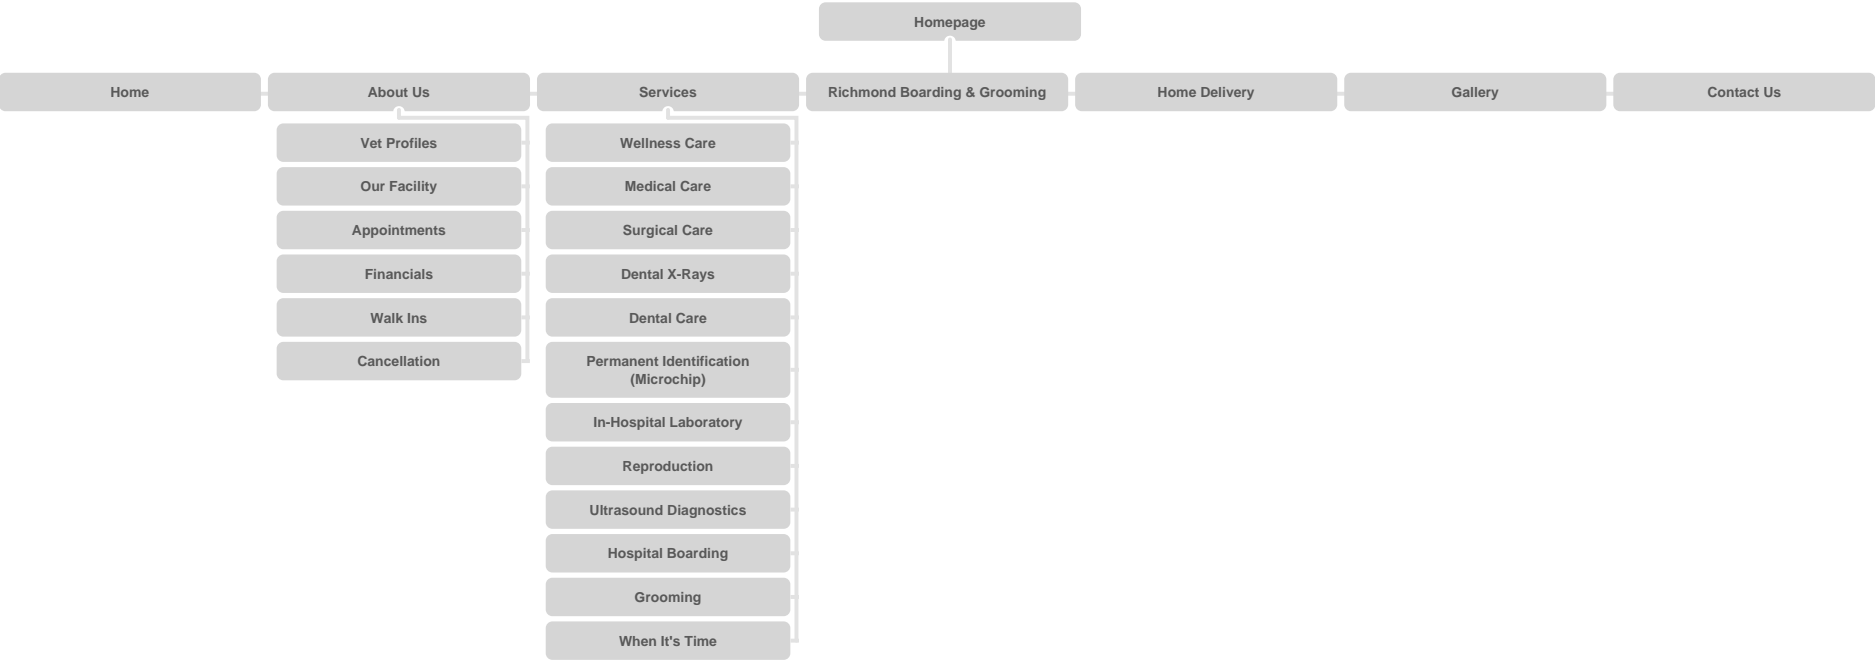 Homepage
Home
About Us
Services
Richmond Boarding & Grooming
Home Delivery
Gallery
Contact Us
Vet Profiles
Our Facility
Appointments
Financials
Walk Ins
Cancellation
Wellness Care
Medical Care
Surgical Care
Dental X-Rays
Dental Care
Permanent Identification
(Microchip)
In-Hospital Laboratory
Reproduction
Ultrasound Diagnostics
Hospital Boarding
Grooming
When It's Time